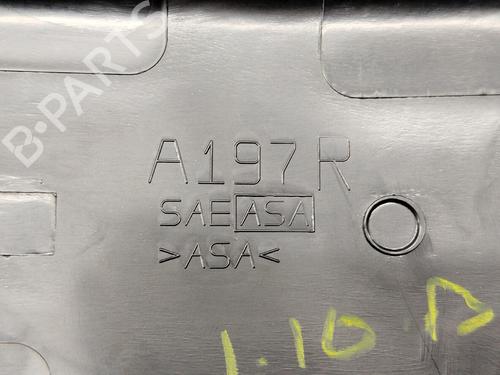 B-PARTS
A197R
SAE ASA
>ASA<
1.10 D